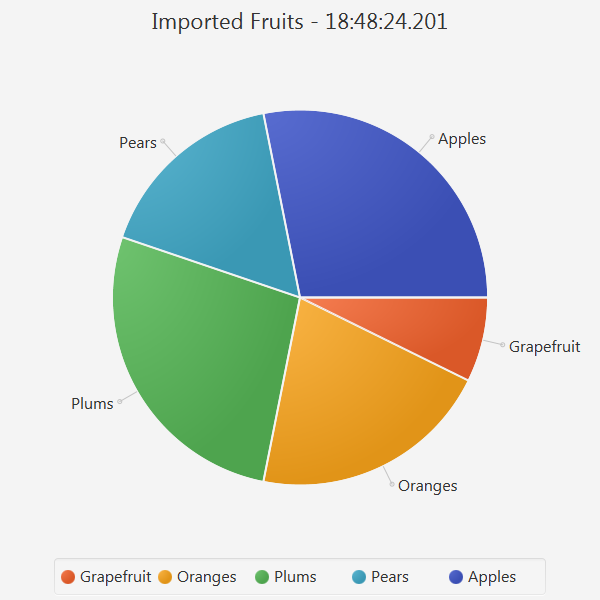 Imported Fruits - 18:48:24.201
Pears
Apples
Grapefruit
Plums
Oranges
Grapefruit Oranges Plums Pears Apples